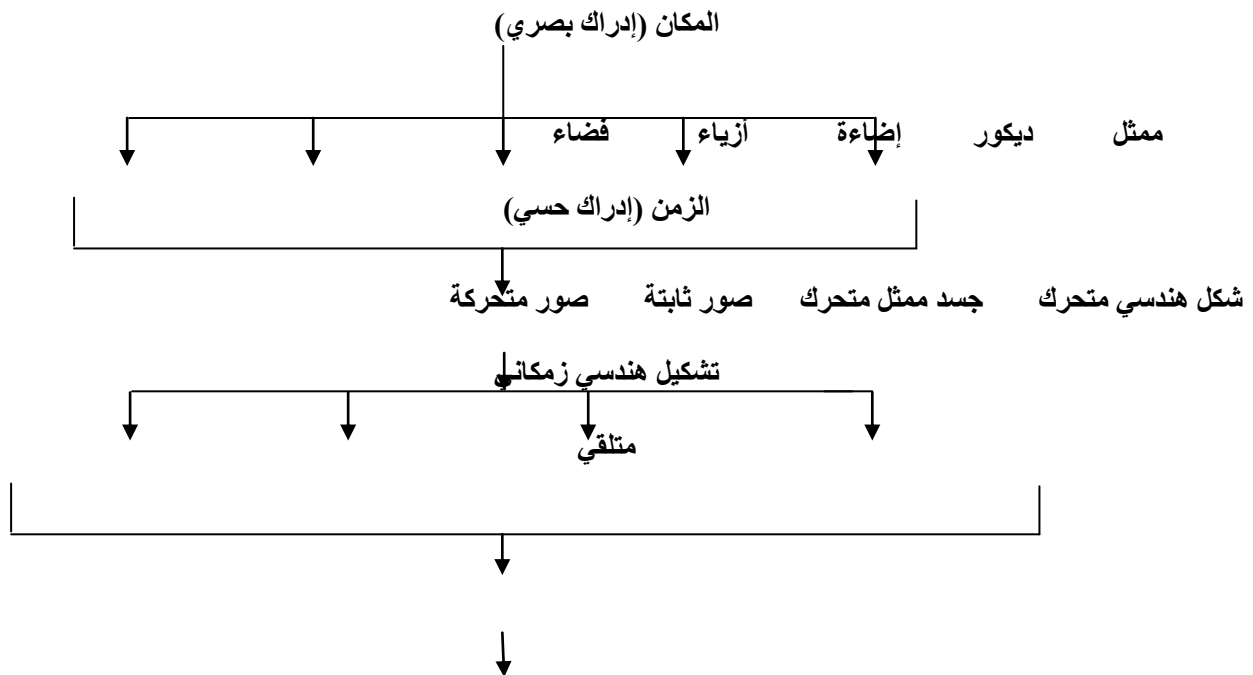 المكان (إدراك بصري)
ممثل ديكور إضاءة أزياء فضاء
الزمن (إدراك حسي)
شكل هندسي متحرك جسد ممثل متحرك صور ثابتة صور متحركة
تشكيل هندسي زمكاني
متلقي